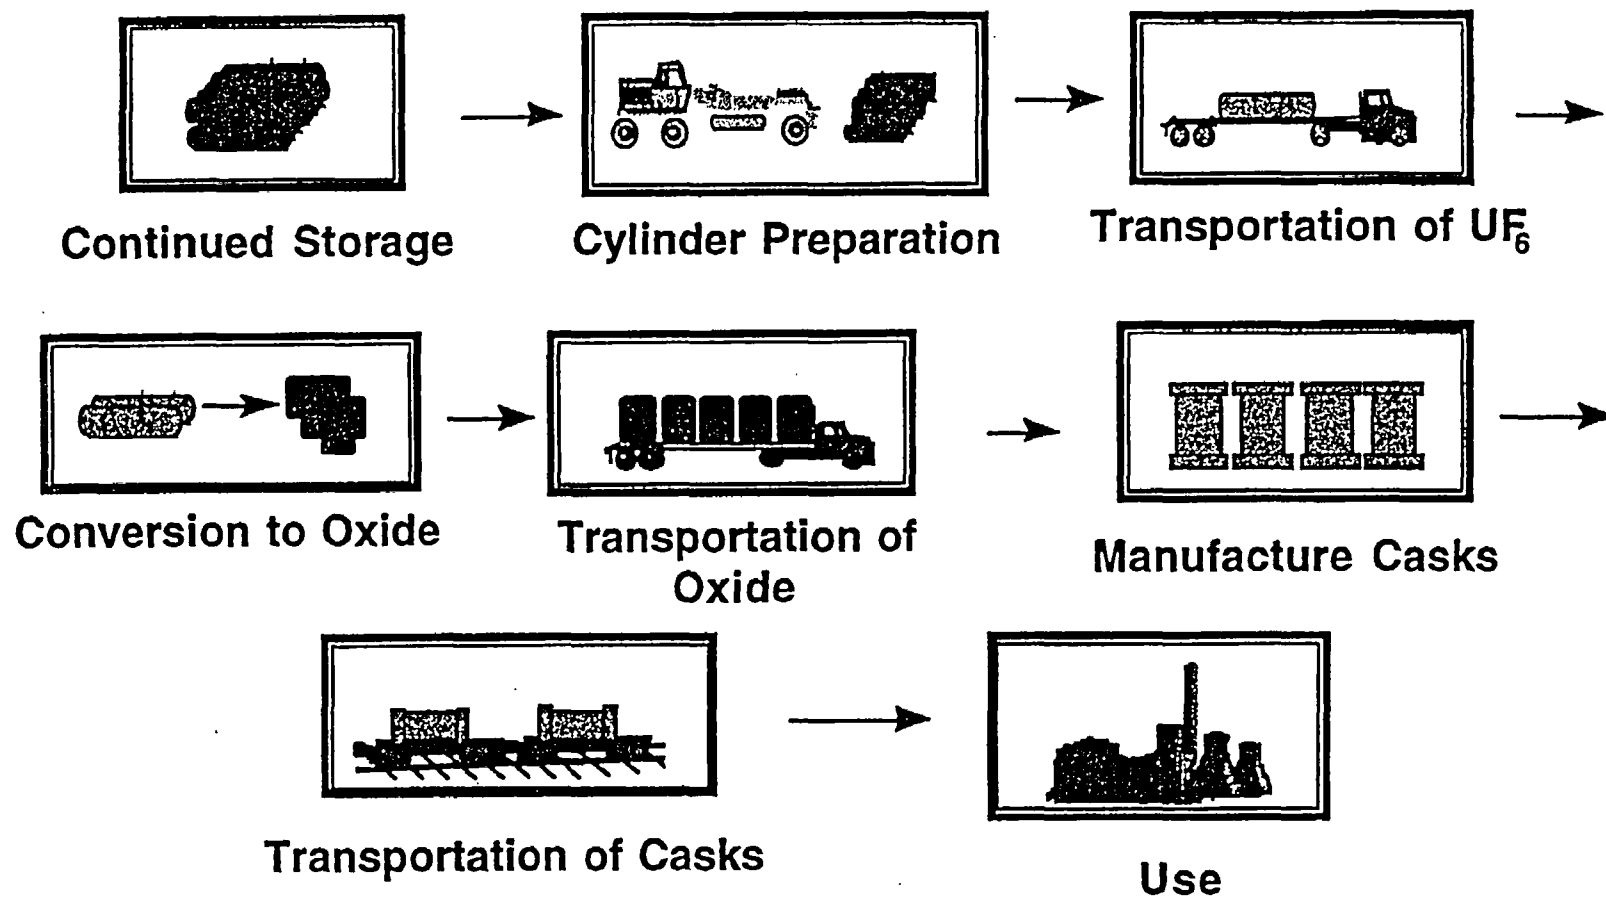 Continued Storage
Cylinder Preparation
Transportation of UF6
Conversion to Oxide
Transportation of
Oxide
Manufacture Casks
Transportation of Casks
Use